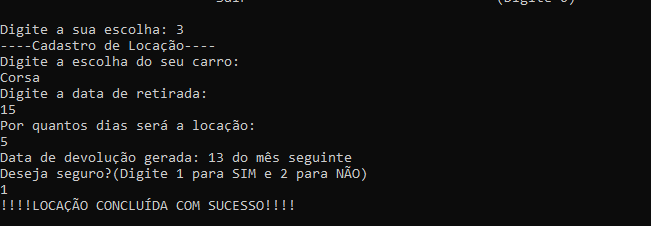 (Digite 0)
Digite a sua escolha: 3
----Cadastro de Locação----
Digite a escolha do seu carro:
Corsa
Digite a data de retirada:
15
Por quantos dias será a locação:
5
Data de devolução gerada: 13 do mês seguinte
Deseja seguro?(Digite 1 para SIM e 2 para NÃO)
1
!!!!LOCAÇÃO CONCLUÍDA COM SUCESSO!!!!